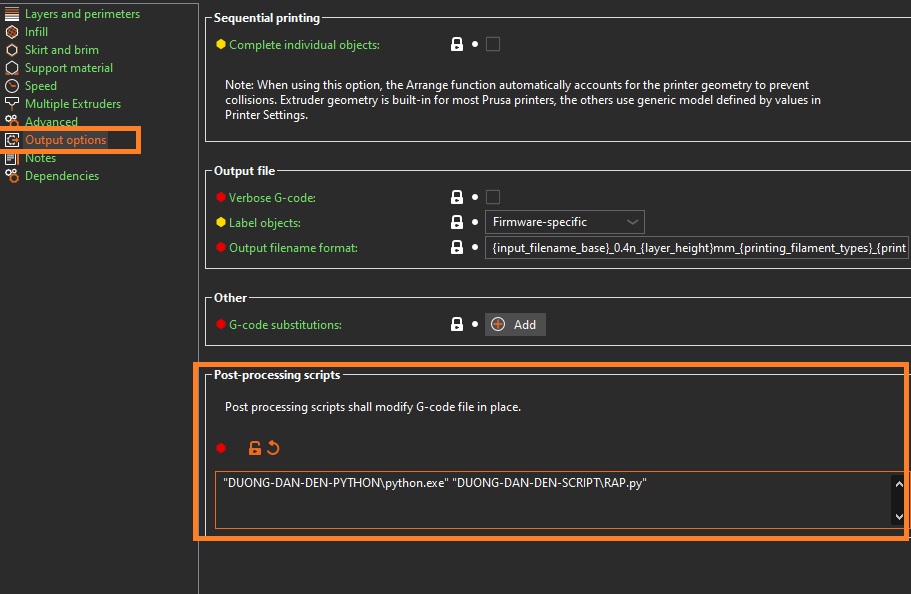 Layers and perimeters
Infill
Skirt and brim
Support material
Speed
Multiple Extruders
Advanced
Output options
Notes
Dependencies
Sequential printing
Complete individual objects:
Note: When using this option, the Arrange function automatically accounts for the printer geometry to prevent
collisions. Extruder geometry is built-in for most Prusa printers, the others use generic model defined by values in
Printer Settings.
Output file
Verbose G-code:
Label objects:
Firmware-specific
Output filename format:
{input_filename_base}_0.4n_{layer_height}mm_{printing_filament_types}_{print
Other
G-code substitutions:
Add
Post-processing scripts
Post processing scripts shall modify G-code file in place.
"DUONG-DAN-DEN-PYTHON\python.exe" "DUONG-DAN-DEN-SCRIPT\RAP.py"